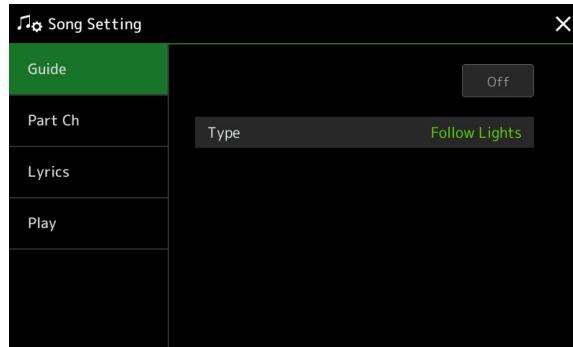 Song Setting
Guide
Off
Part Ch
Type Follow Lights
Lyrics
Play